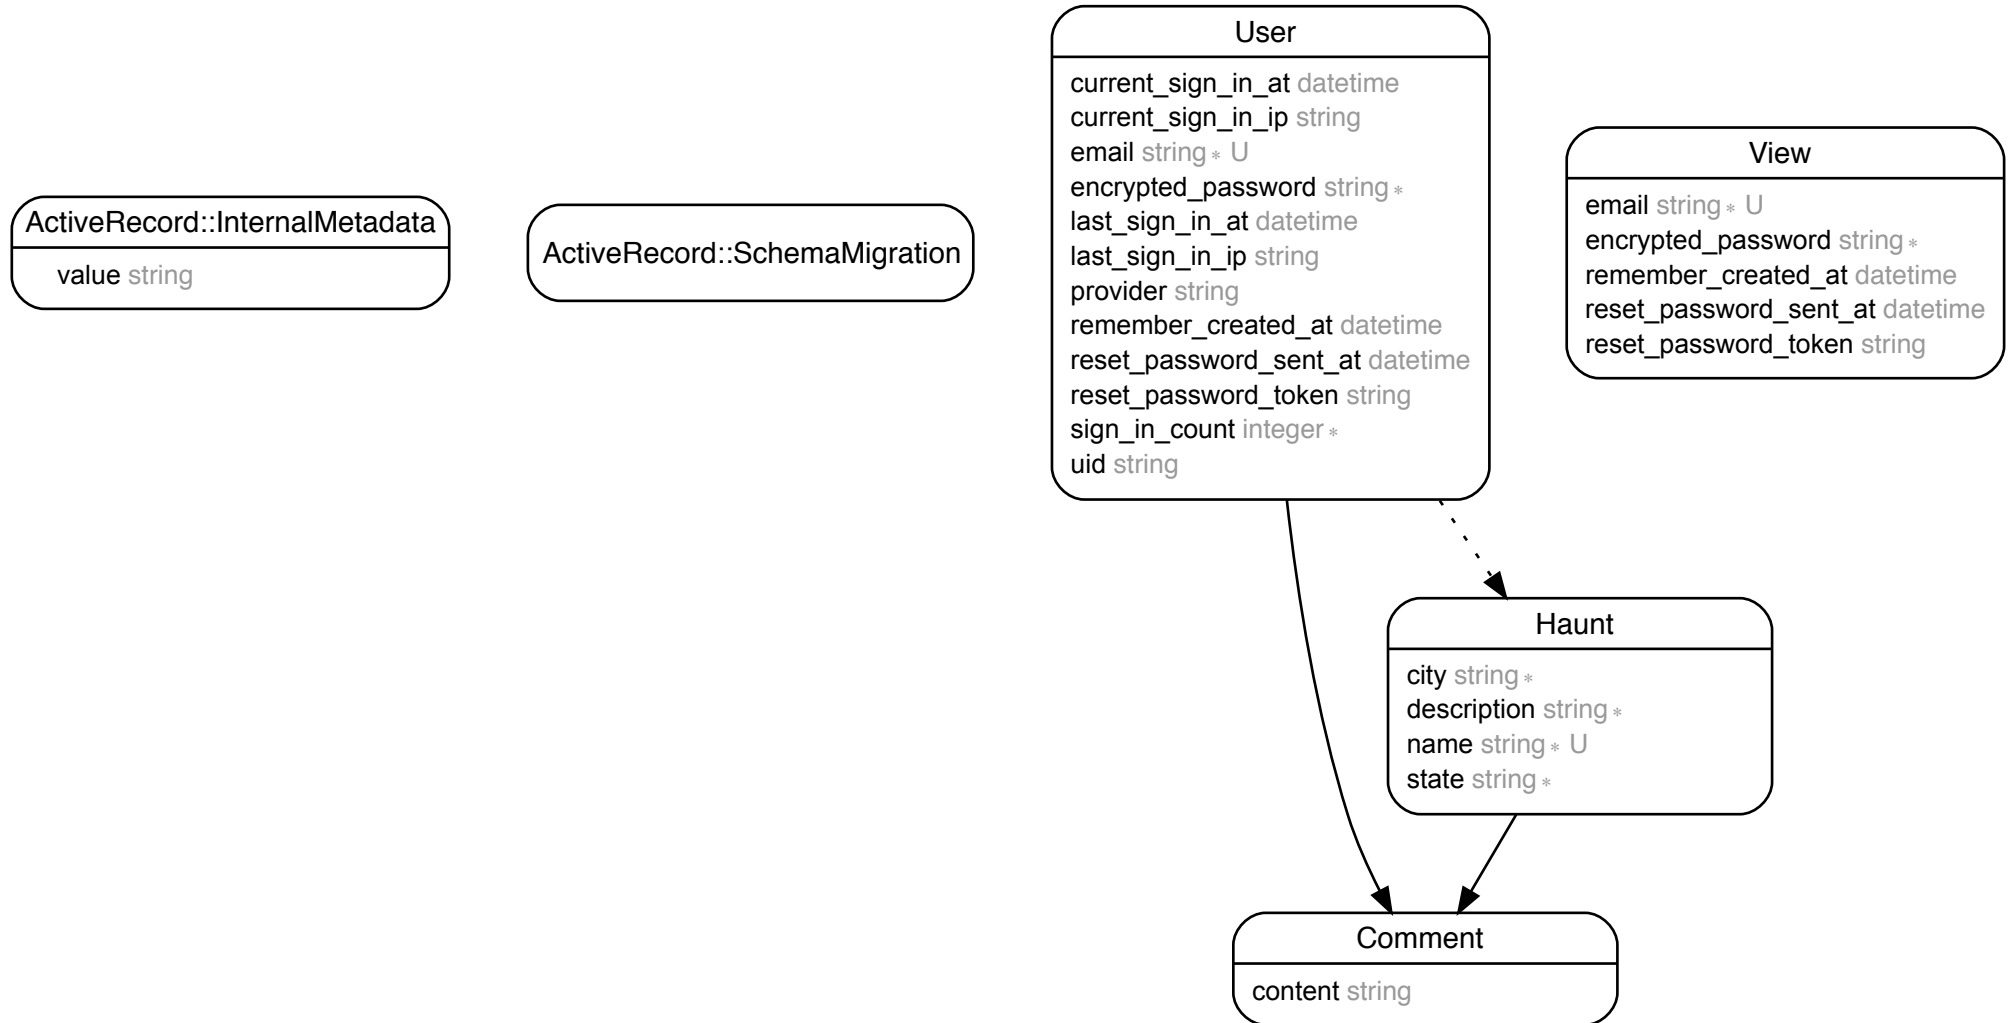 ActiveRecord::InternalMetadata
value string
ActiveRecord::SchemaMigration
User
current_sign_in_at datetime
current_sign_in_ip string
email string ∗ U
encrypted_password string ∗
last_sign_in_at datetime
last_sign_in_ip string
provider string
remember_created_at datetime
reset_password_sent_at datetime
reset_password_token string
sign_in_count integer ∗
uid string
View
email string ∗ U
encrypted_password string ∗
remember_created_at datetime
reset_password_sent_at datetime
reset_password_token string
Haunt
city string ∗
description string ∗
name string ∗ U
state string ∗
Comment
content string